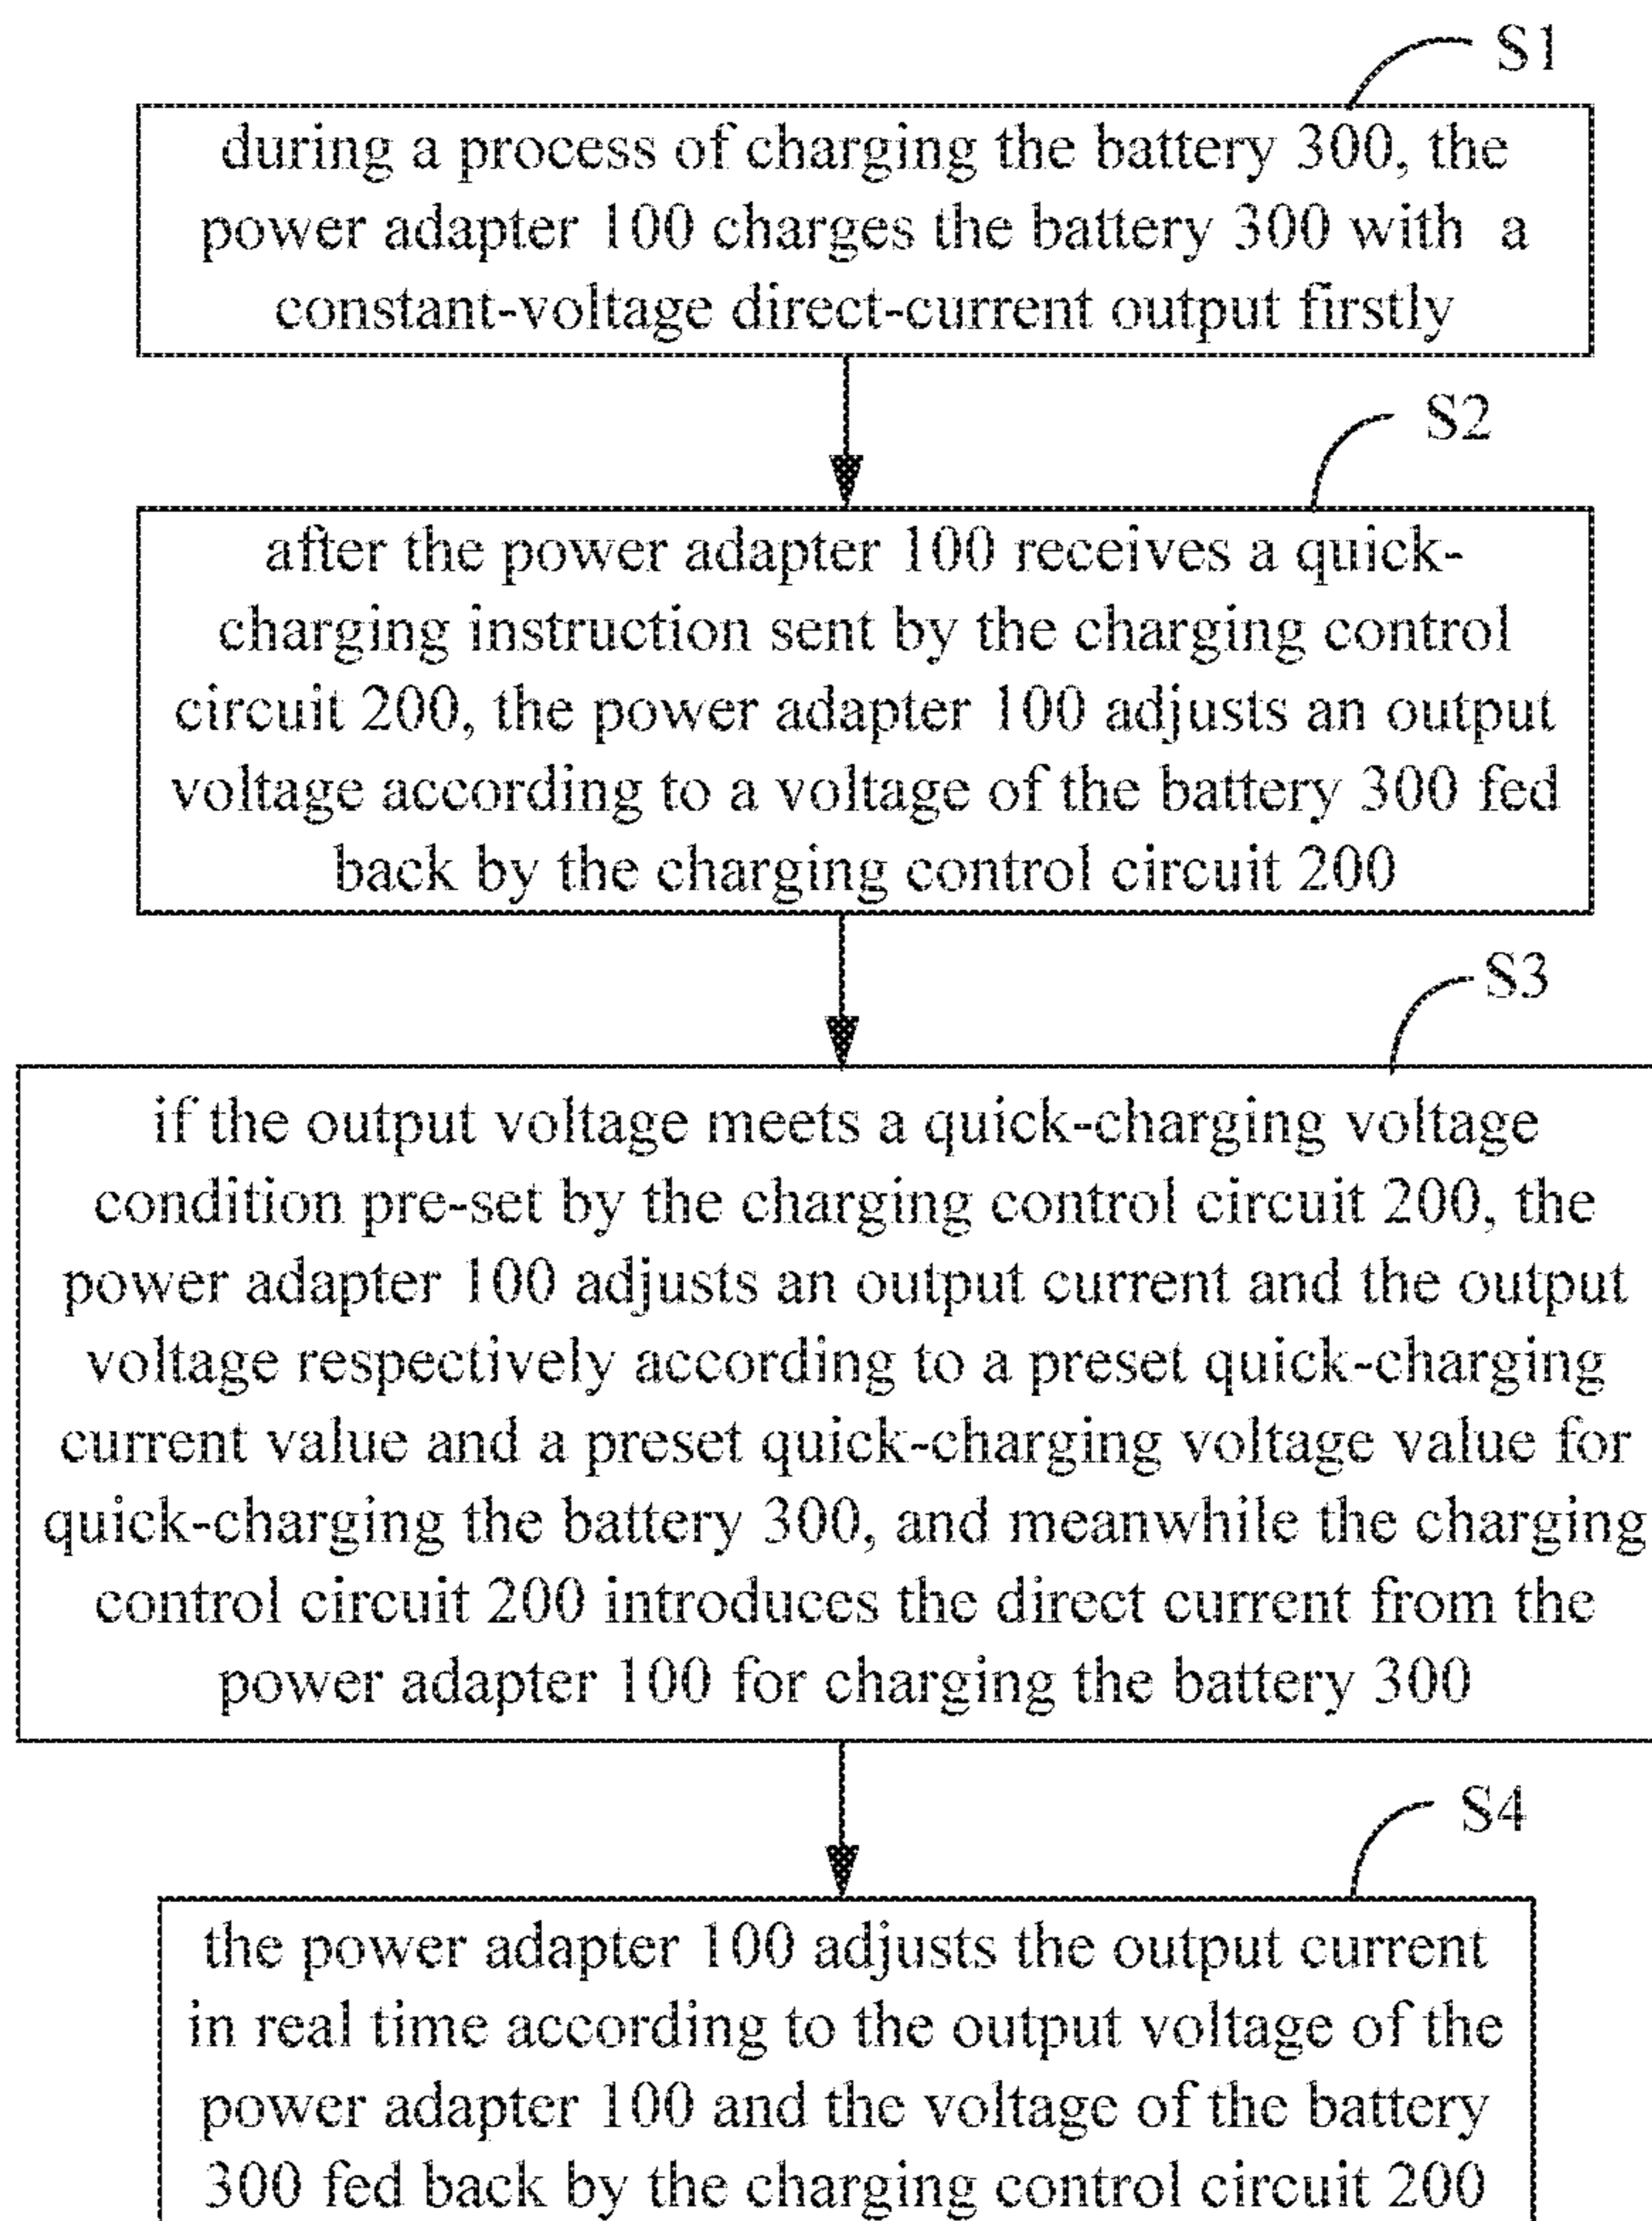 S1
during a process of charging the battery 300, the
power adapter 100 charges the battery 300 with a
constant-voltage direct-current output firstly
S2
after the power adapter 100 receives a quick-
charging instruction sent by the charging control
circuit 200, the power adapter 100 adjusts an output
voltage according to a voltage of the battery 300 fed
back by the charging control circuit 200
S3
if the output voltage meets a quick-charging voltage
condition pre-set by the charging control circuit 200, the
power adapter 100 adjusts an output current and the output
voltage respectively according to a preset quick-charging
current value and a preset quick-charging voltage value for
quick-charging the battery 300, and meanwhile the charging
control circuit 200 introduces the direct current from the
power adapter 100 for charging the battery 300
S4
the power adapter 100 adjusts the output current
in real time according to the output voltage of the
power adapter 100 and the voltage of the battery
300 fed back by the charging control circuit 200